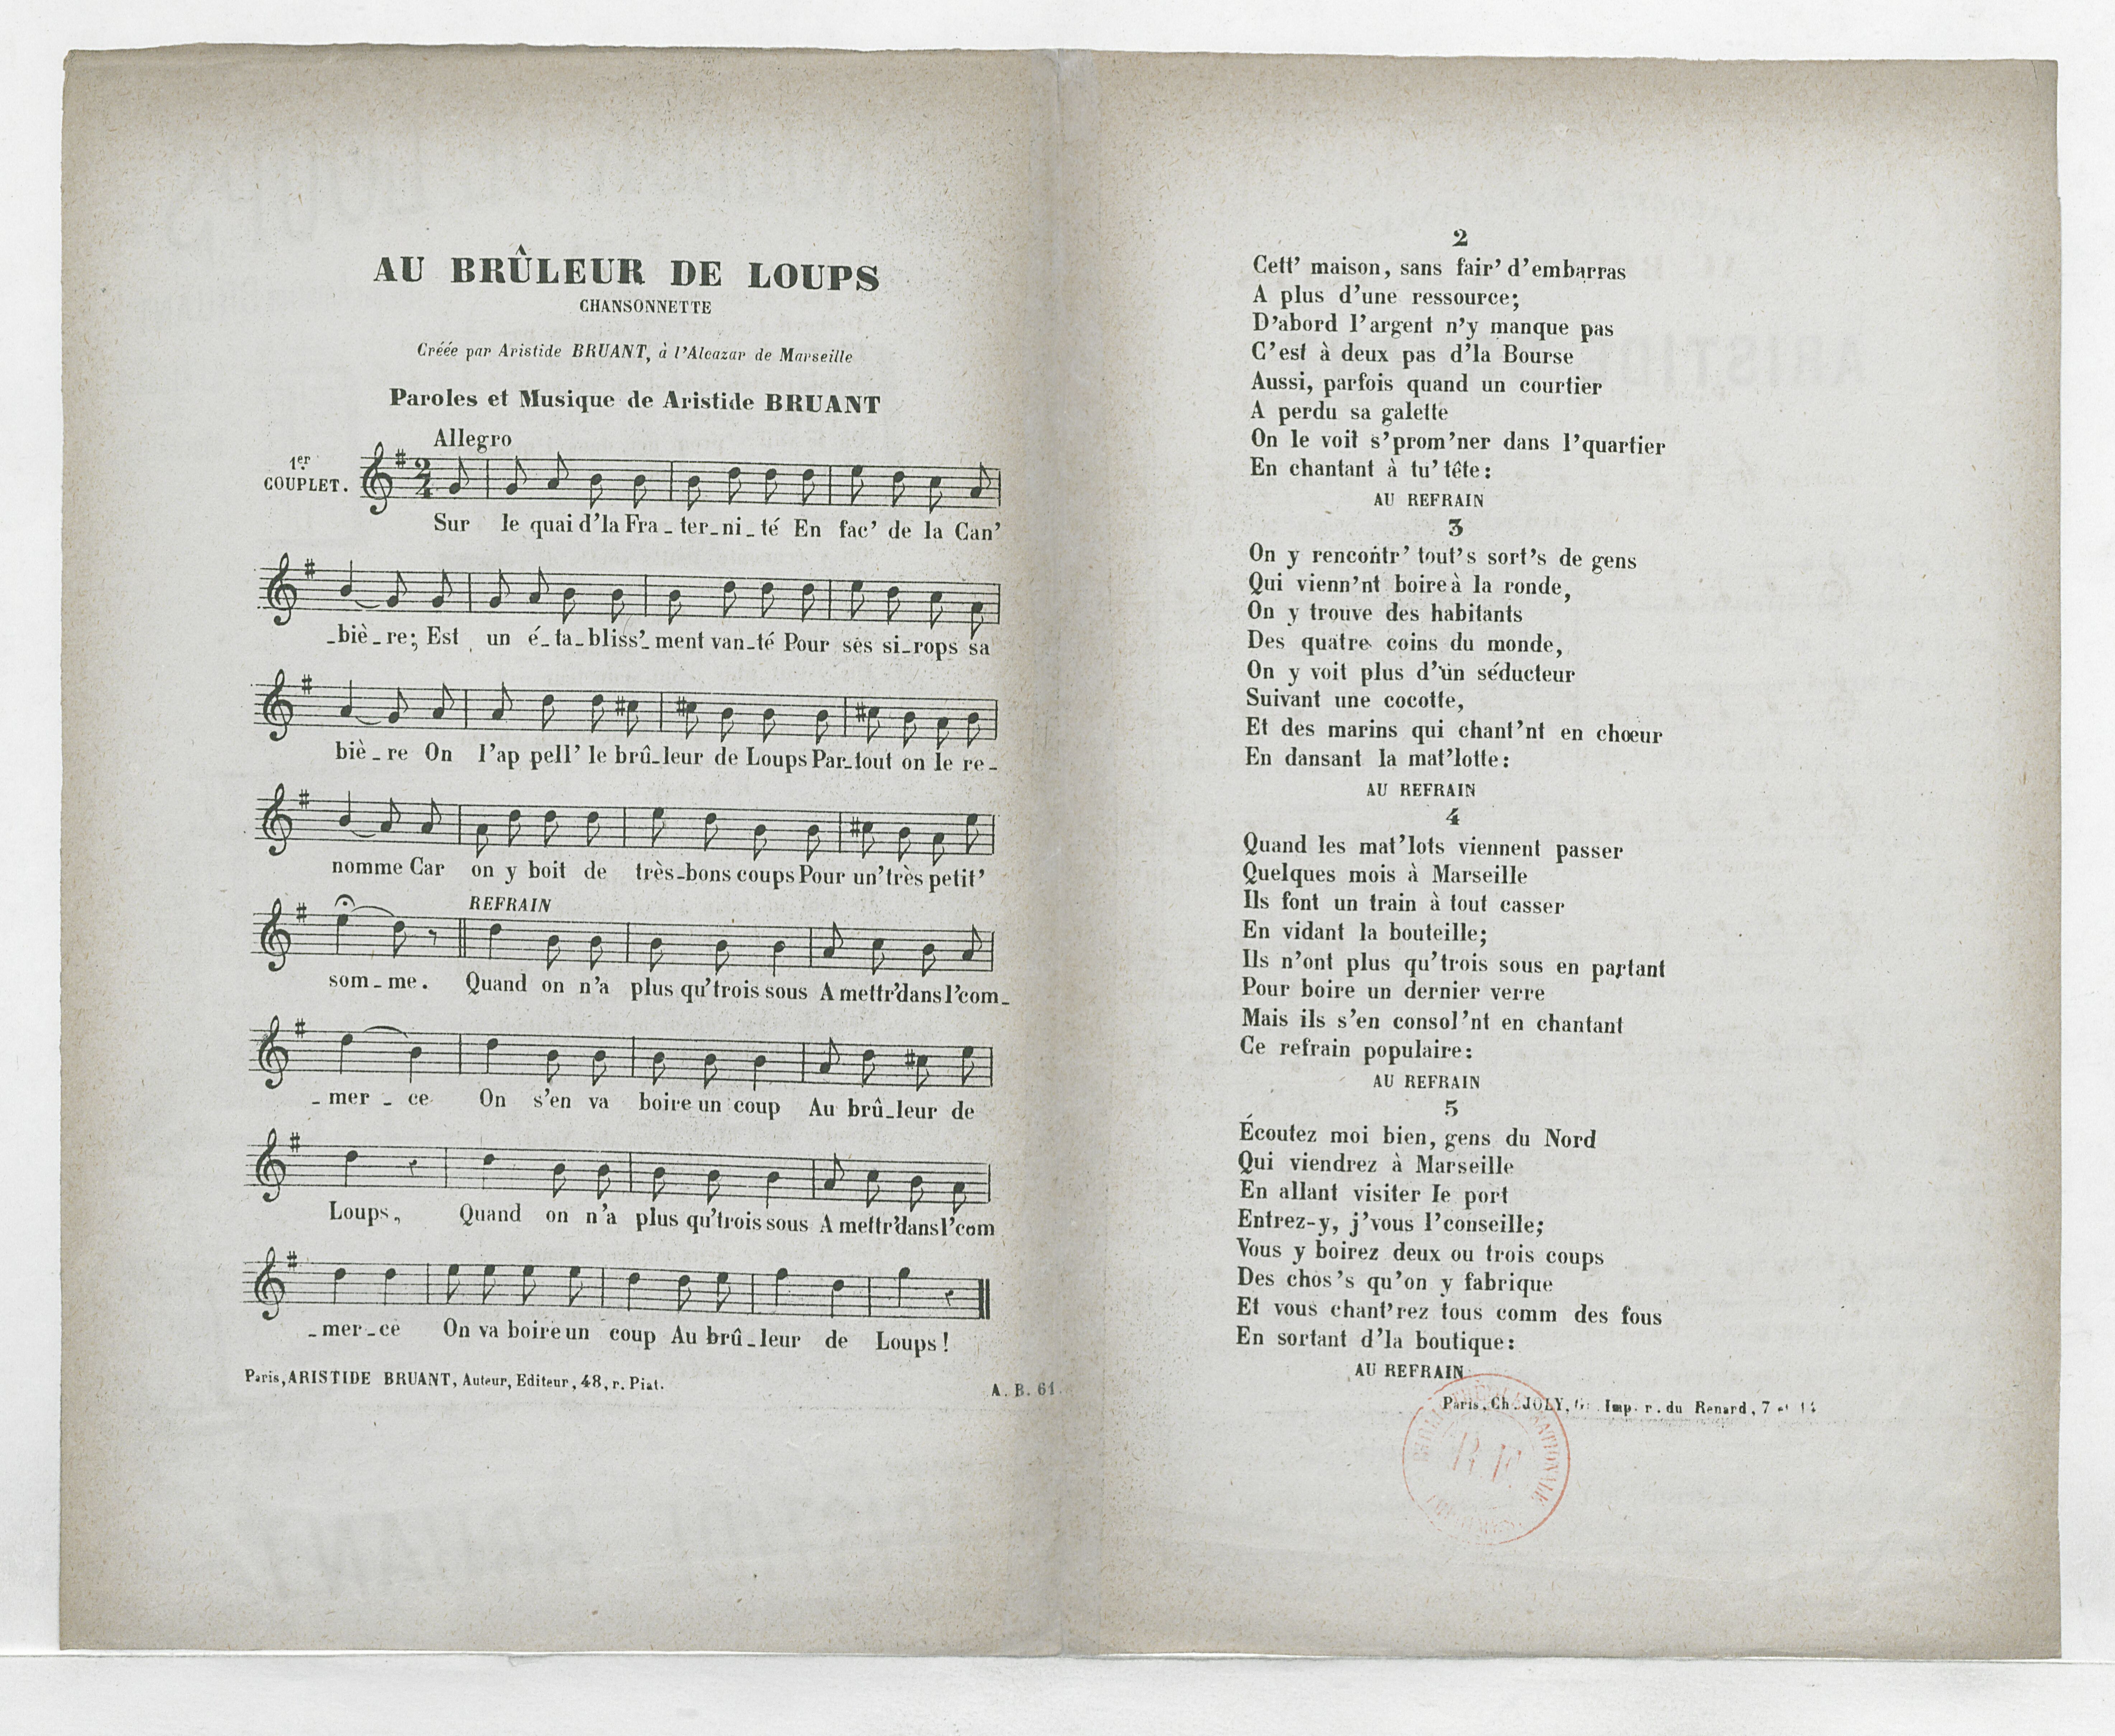 AU BRÛLEUR DE LOUPS
CHANSONNETTE
Créée par Aristide BRUANT, à l'Alcazar de Marseille
Paroles et Musique de Aristide BRUANT
Allegro
1er
COUPLET.
2
4
Sur le quai d'la Fra_ter_ni_té En fac' de la Can'
_biè_re; Est un é_ta_bliss'_ment van_té Pour ses si_rops sa
biè_re On l'ap pell' le brû_leur de Loups Par_tout on le re_
nomme Car on y boit de très-bons coups Pour un' très petit'
REFRAIN
som_me. Quand on n'a plus qu'trois sous A mettr' dans l'com_
_mer_ce On s'en va boire un coup Au brû_leur de
Loups, Quand on n'a plus qu'trois sous A mettr' dans l'com
_mer_ce On va boire un coup Au brû_leur de Loups!
Paris, ARISTIDE BRUANT, Auteur, Editeur, 48, r. Piat.
A. B. 61.
2
Cett' maison, sans fair' d'embarras
A plus d'une ressource;
D'abord l'argent n'y manque pas
C'est à deux pas d'la Bourse
Aussi, parfois quand un courtier
A perdu sa galette
On le voit s'prom'ner dans l'quartier
En chantant à tu' tête:
AU REFRAIN
3
On y rencontr' tout's sort's de gens
Qui vienn'nt boire à la ronde,
On y trouve des habitants
Des quatre coins du monde,
On y voit plus d'un séducteur
Suivant une cocotte,
Et des marins qui chant'nt en chœur
En dansant la mat'lotte:
AU REFRAIN
4
Quand les mat'lots viennent passer
Quelques mois à Marseille
Ils font un train à tout casser
En vidant la bouteille;
Ils n'ont plus qu'trois sous en partant
Pour boire un dernier verre
Mais ils s'en consol'nt en chantant
Ce refrain populaire:
AU REFRAIN
5
Écoutez moi bien, gens du Nord
Qui viendrez à Marseille
En allant visiter le port
Entrez-y, j'vous l'conseille;
Vous y boirez deux ou trois coups
Des chos's qu'on y fabrique
Et vous chant'rez tous comm des fous
En sortant d'la boutique:
AU REFRAIN
Paris, Ch. JOLY, Imp. r. du Renard, 7
R F